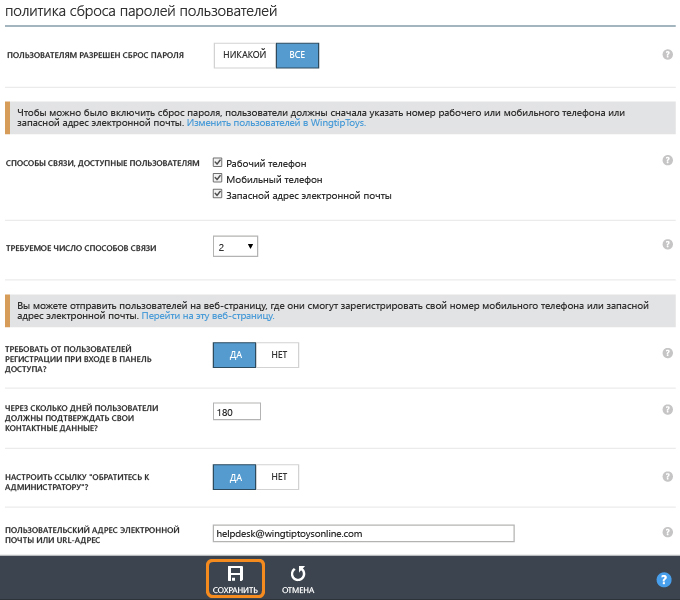 политика сброса паролей пользователей
ПОЛЬЗОВАТЕЛЯМ РАЗРЕШЕН СБРОС ПАРОЛЯ
НИКАКОЙ ВСЕ
?
Чтобы можно было включить сброс пароля, пользователи должны сначала указать номер рабочего или мобильного телефона или
запасной адрес электронной почты. Изменить пользователей в WingtipToys.
СПОСОБЫ СВЯЗИ, ДОСТУПНЫЕ ПОЛЬЗОВАТЕЛЯМ
Рабочий телефон
?
Мобильный телефон
Запасной адрес электронной почты
ТРЕБУЕМОЕ ЧИСЛО СПОСОБОВ СВЯЗИ
2
?
Вы можете отправить пользователей на веб-страницу, где они смогут зарегистрировать свой номер мобильного телефона или запасной
адрес электронной почты. Перейти на эту веб-страницу.
ТРЕБОВАТЬ ОТ ПОЛЬЗОВАТЕЛЕЙ
РЕГИСТРАЦИИ ПРИ ВХОДЕ В ПАНЕЛЬ
ДОСТУПА?
ДА НЕТ
?
ЧЕРЕЗ СКОЛЬКО ДНЕЙ ПОЛЬЗОВАТЕЛИ
ДОЛЖНЫ ПОДТВЕРЖДАТЬ СВОИ
КОНТАКТНЫЕ ДАННЫЕ?
180
?
НАСТРОИТЬ ССЫЛКУ "ОБРАТИТЕСЬ К
АДМИНИСТРАТОРУ"?
ДА НЕТ
?
ПОЛЬЗОВАТЕЛЬСКИЙ АДРЕС ЭЛЕКТРОННОЙ
ПОЧТЫ ИЛИ URL-АДРЕС
helpdesk@wingtiptoysonline.com
?
СОХРАНИТЬ ОТМЕНА
?